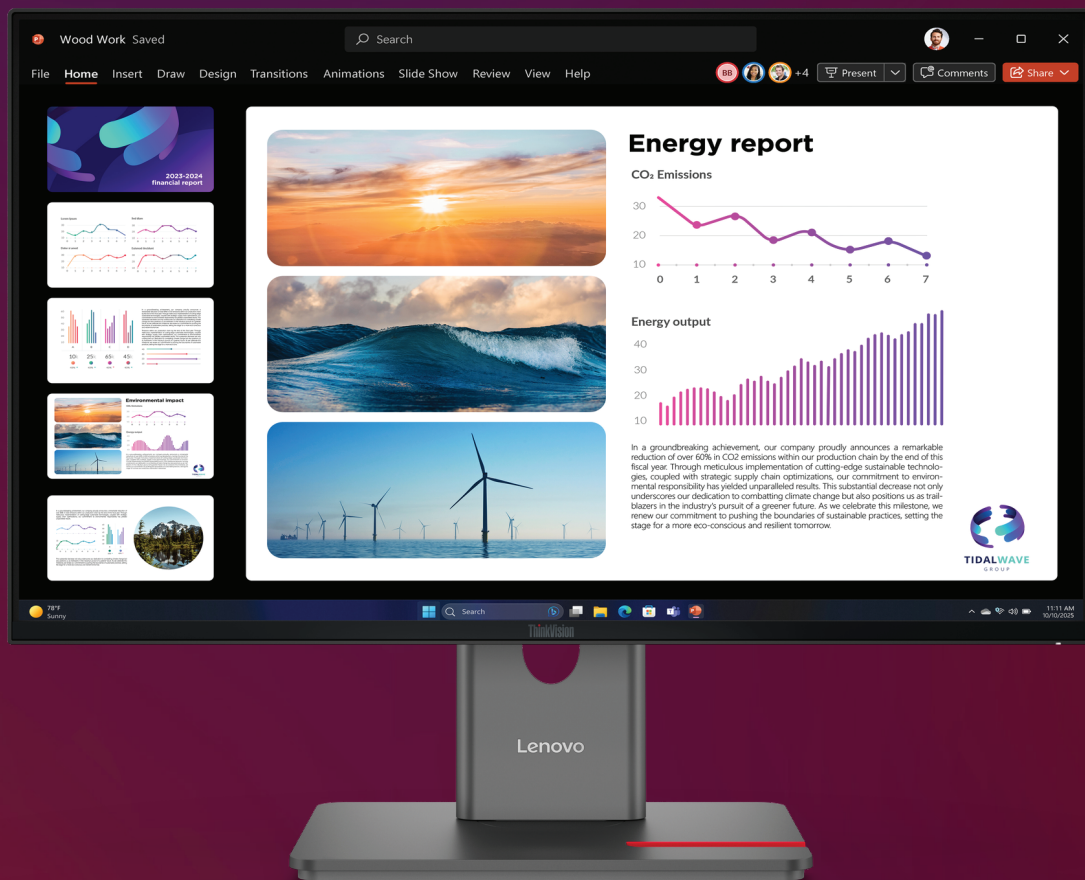 Wood Work Saved
Search
File Home Insert Draw Design Transitions Animations Slide Show Review View Help
BB
+4
Present
Comments
Share
2023-2024
financial report
Environmental impact
Energy report
CO₂ Emissions
30
20
10
0 1 2 3 4 5 6 7
Energy output
40
30
20
10
In a groundbreaking achievement, our company proudly announces a remarkable
reduction of over 60% in CO2 emissions within our production chain by the end of this
fiscal year. Through meticulous implementation of cutting-edge sustainable technolo-
gies, coupled with strategic supply chain optimizations, our commitment to environ-
mental responsibility has yielded unparalleled results. This substantial decrease not only
underscores our dedication to combatting climate change but also positions us as trail-
blazers in the industry's pursuit of a greener future. As we celebrate this milestone, we
renew our commitment to pushing the boundaries of sustainable practices, setting the
stage for a more eco-conscious and resilient tomorrow.
TIDALWAVE
GROUP
78°F
Sunny
Search
11:11 AM
10/10/2025
ThinkVision
Lenovo